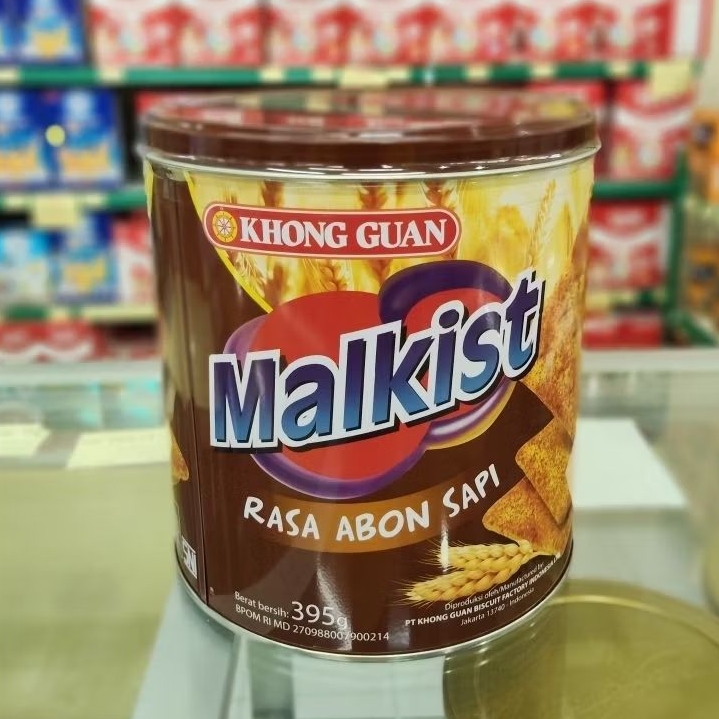 KHONG GUAN
Malkist
RASA ABON SAPI
Berat bersih: 395g
BPOM RI MD 270988007900214
Diproduksi oleh/Manufactured by:
PT KHONG GUAN BISCUIT FACTORY INDONESIA
Jakarta 13740 - Indonesia